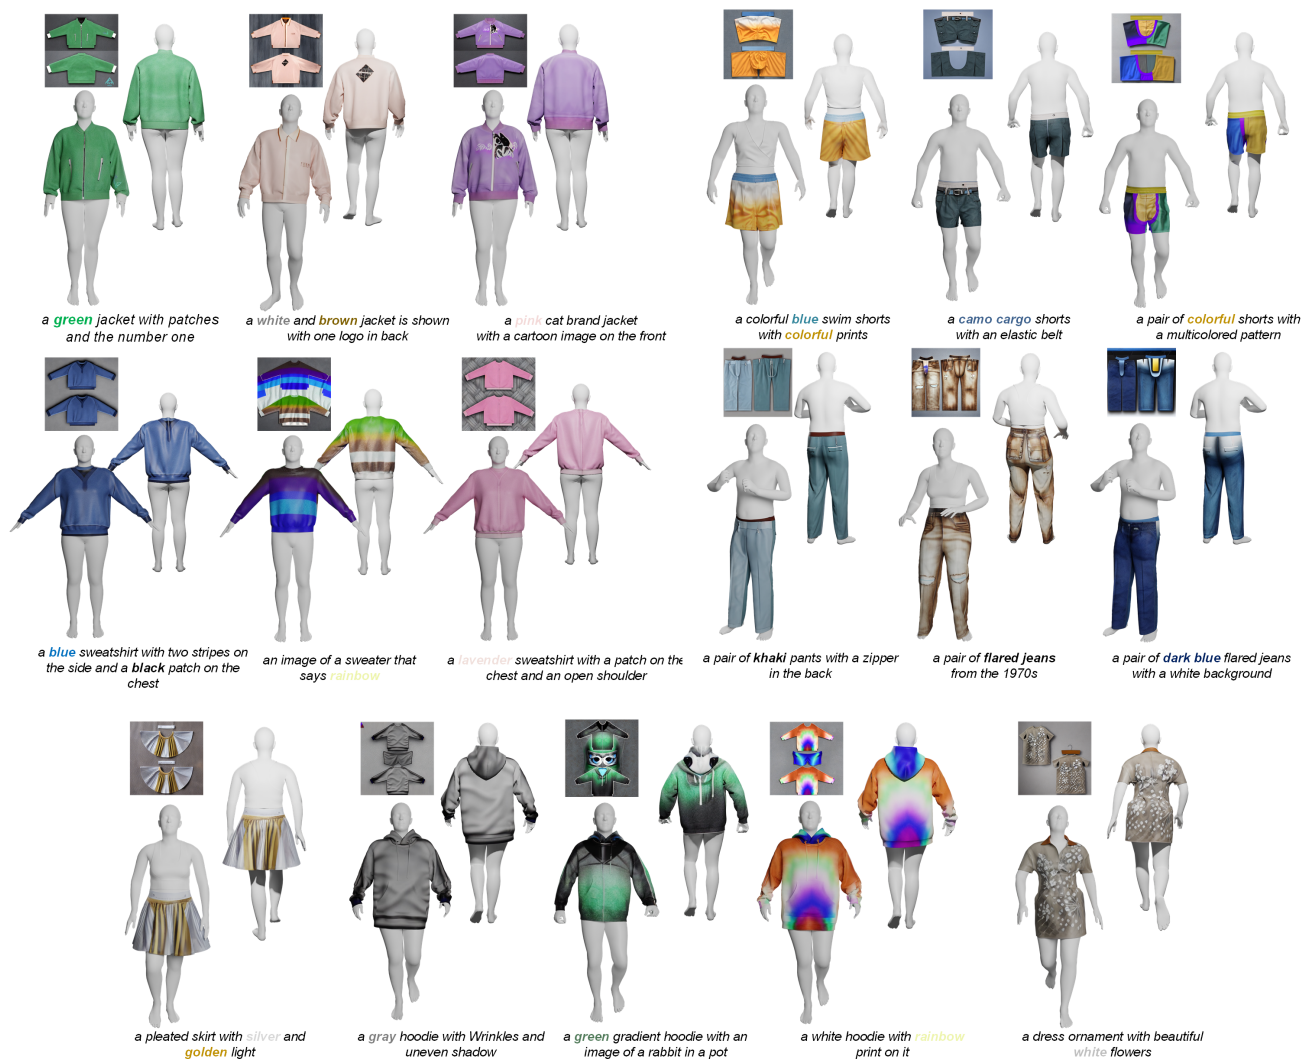 a green jacket with patches
and the number one
a white and brown jacket is shown
with one logo in back
a pink cat brand jacket
with a cartoon image on the front
a colorful blue swim shorts
with colorful prints
a camo cargo shorts
with an elastic belt
a pair of colorful shorts with
a multicolored pattern
a blue sweatshirt with two stripes on
the side and a black patch on the
chest
an image of a sweater that
says rainbow
a lavender sweatshirt with a patch on the
chest and an open shoulder
a pair of khaki pants with a zipper
in the back
a pair of flared jeans
from the 1970s
a pair of dark blue flared jeans
with a white background
a pleated skirt with silver and
golden light
a gray hoodie with Wrinkles and
uneven shadow
a green gradient hoodie with an
image of a rabbit in a pot
a white hoodie with rainbow
print on it
a dress ornament with beautiful
white flowers